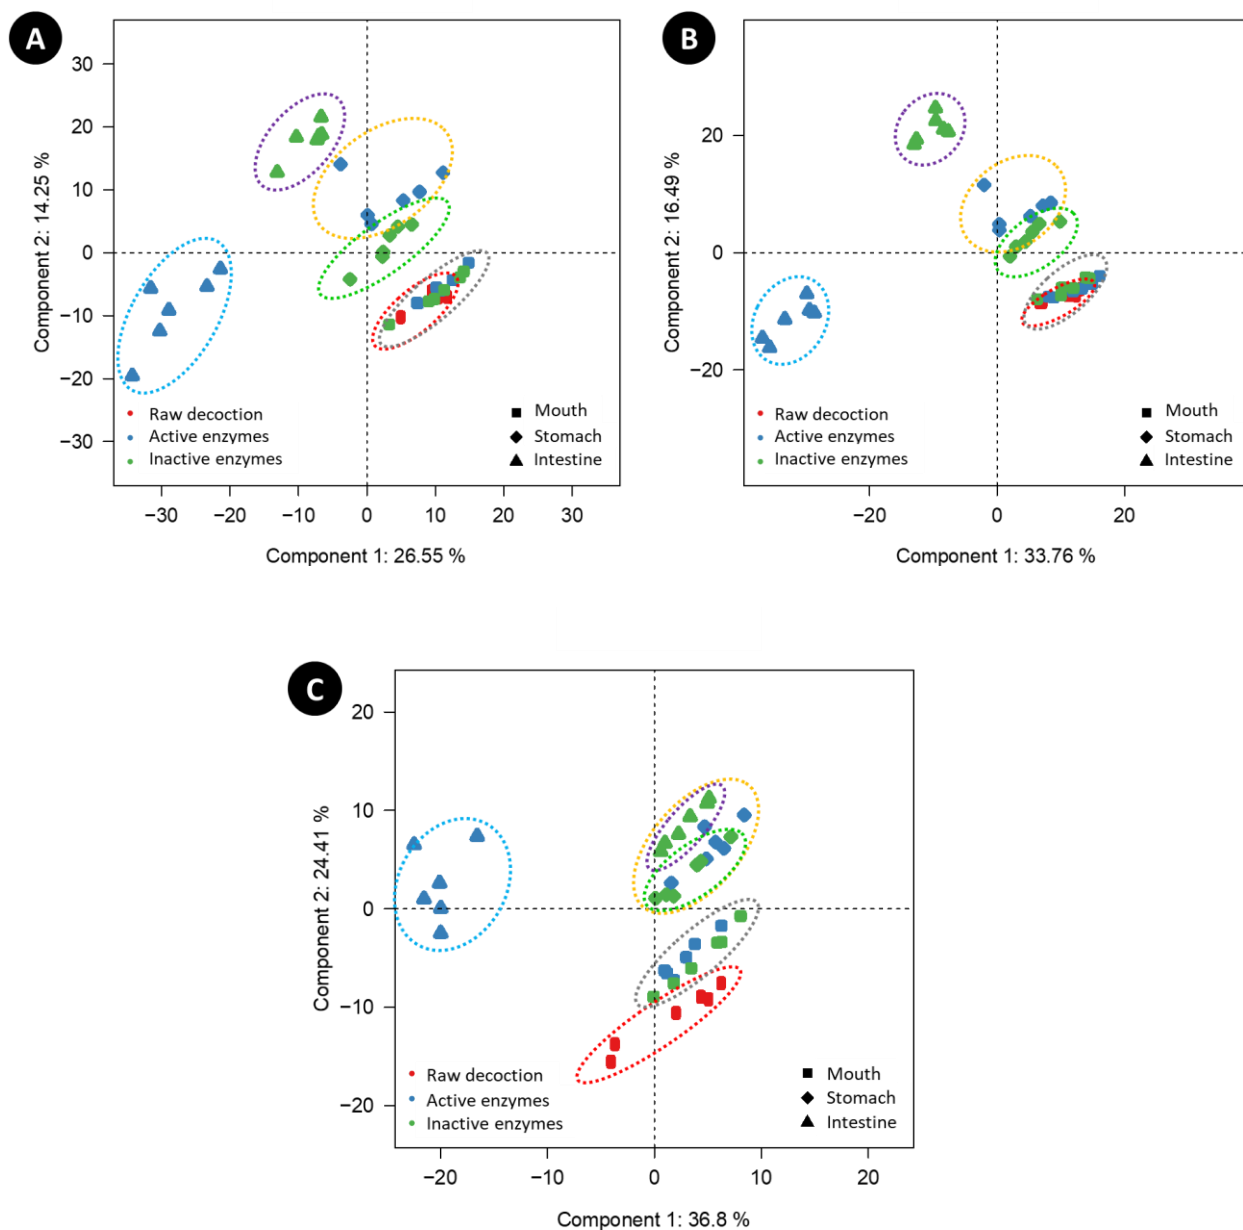 A
30
20
10
0
−10
−20
−30
Component 2: 14.25 %
Raw decoction
Active enzymes
Inactive enzymes
Mouth
Stomach
Intestine
−30 −20 −10 0 10 20 30
Component 1: 26.55 %
B
20
0
−20
Component 2: 16.49 %
Raw decoction
Active enzymes
Inactive enzymes
Mouth
Stomach
Intestine
−20 0 20
Component 1: 33.76 %
C
20
10
0
−10
−20
Component 2: 24.41 %
Raw decoction
Active enzymes
Inactive enzymes
Mouth
Stomach
Intestine
−20 −10 0 10 20
Component 1: 36.8 %